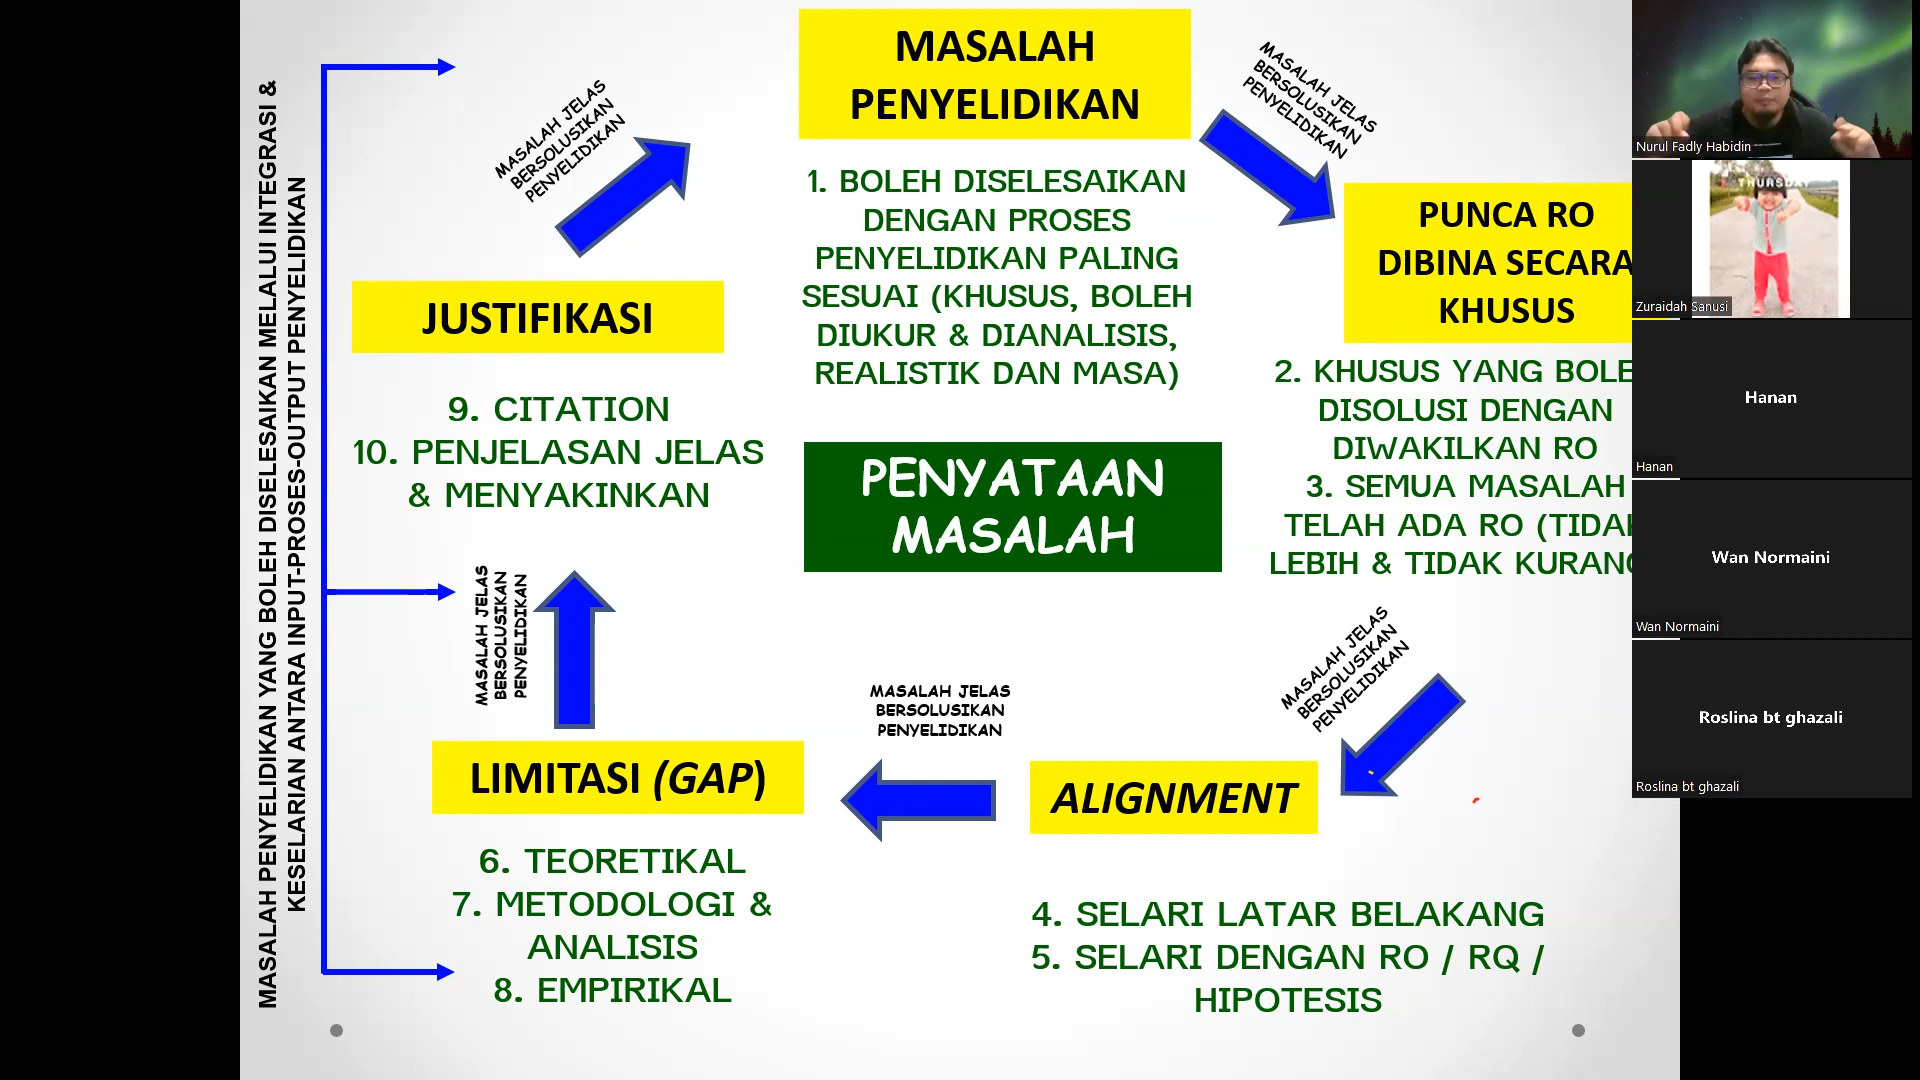 MASALAH PENYELIDIKAN YANG BOLEH DISELESAIKAN MELALUI INTEGRASI &
KESELARIAN ANTARA INPUT-PROSES-OUTPUT PENYELIDIKAN
MASALAH
PENYELIDIKAN
1. BOLEH DISELESAIKAN
DENGAN PROSES
PENYELIDIKAN PALING
SESUAI (KHUSUS, BOLEH
DIUKUR & DIANALISIS,
REALISTIK DAN MASA)
MASALAH JELAS
BERSOLUSIKAN
PENYELIDIKAN
PUNCA RO
DIBINA SECARA
KHUSUS
2. KHUSUS YANG BOLE
DISOLUSI DENGAN
DIWAKILKAN RO
3. SEMUA MASALAH
TELAH ADA RO (TIDAK
LEBIH & TIDAK KURANG
MASALAH JELAS
BERSOLUSIKAN
PENYELIDIKAN
ALIGNMENT
4. SELARI LATAR BELAKANG
5. SELARI DENGAN RO / RQ /
HIPOTESIS
MASALAH JELAS
BERSOLUSIKAN
PENYELIDIKAN
LIMITASI (GAP)
6. TEORETIKAL
7. METODOLOGI &
ANALISIS
8. EMPIRIKAL
MASALAH JELAS
BERSOLUSIKAN
PENYELIDIKAN
JUSTIFIKASI
9. CITATION
10. PENJELASAN JELAS
& MENYAKINKAN
MASALAH JELAS
BERSOLUSIKAN
PENYELIDIKAN
PENYATAAN
MASALAH
Nurul Fadly Habidin
THURSDAY
Zuraidah Sanusi
Hanan
Hanan
Wan Normaini
Wan Normaini
Roslina bt ghazali
Roslina bt ghazali